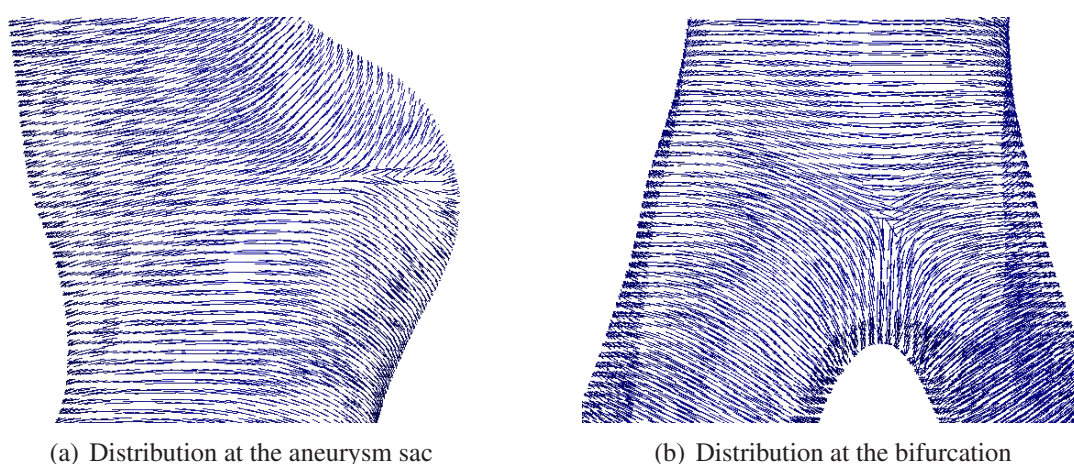 (a) Distribution at the aneurysm sac
(b) Distribution at the bifurcation